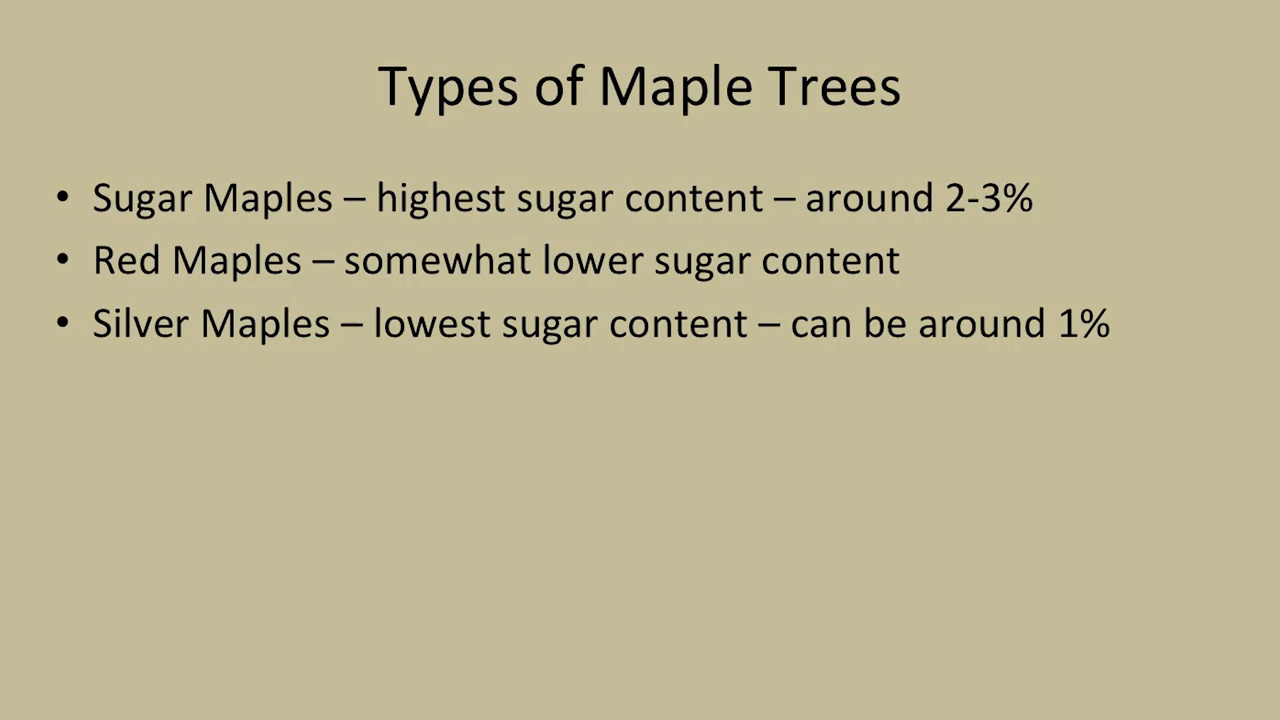 Types of Maple Trees
• Sugar Maples – highest sugar content – around 2-3%
• Red Maples – somewhat lower sugar content
• Silver Maples – lowest sugar content – can be around 1%